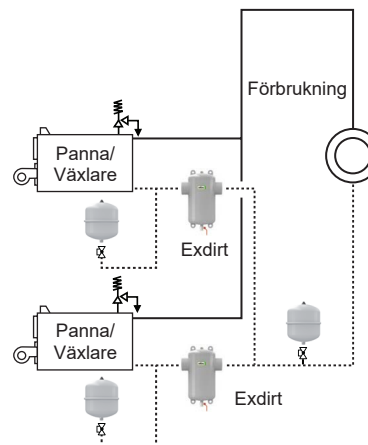 Förbrukning
Panna/
Växlare
Exdirt
Panna/
Växlare
Exdirt